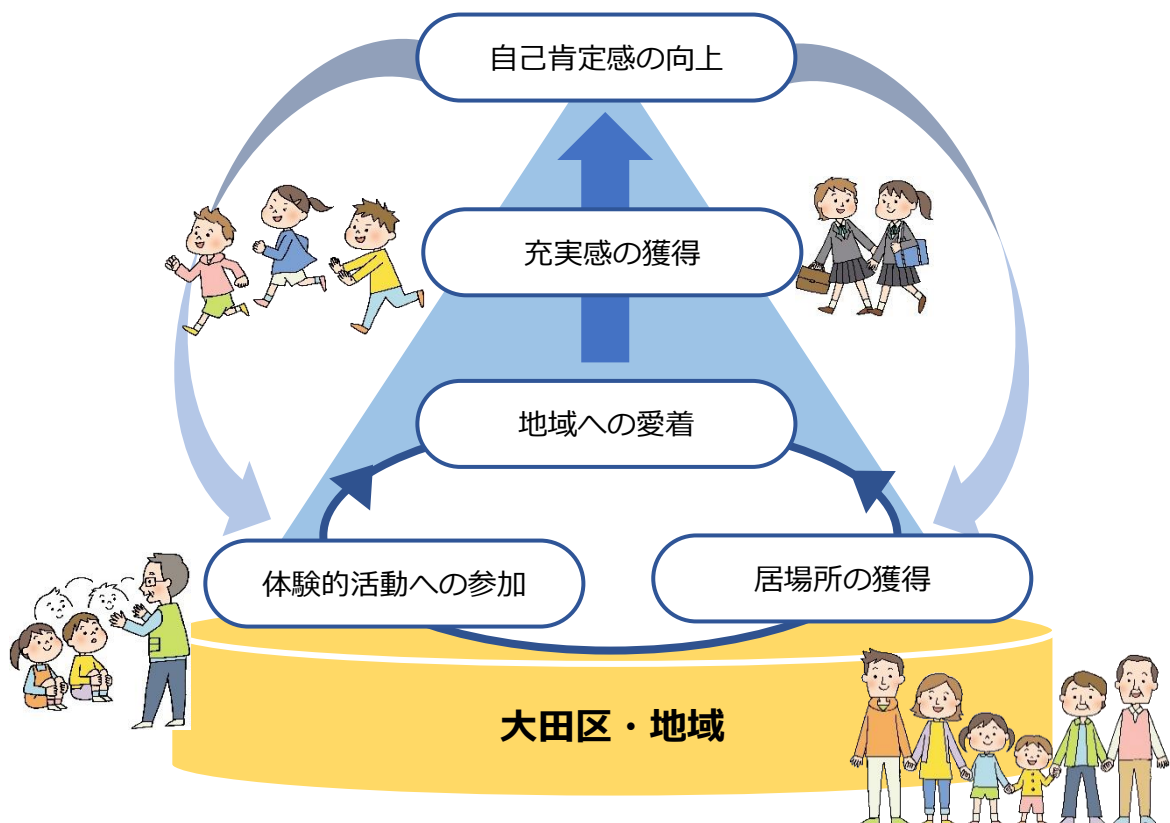 自己肯定感の向上
充実感の獲得
地域への愛着
体験的活動への参加
居場所の獲得
大田区・地域